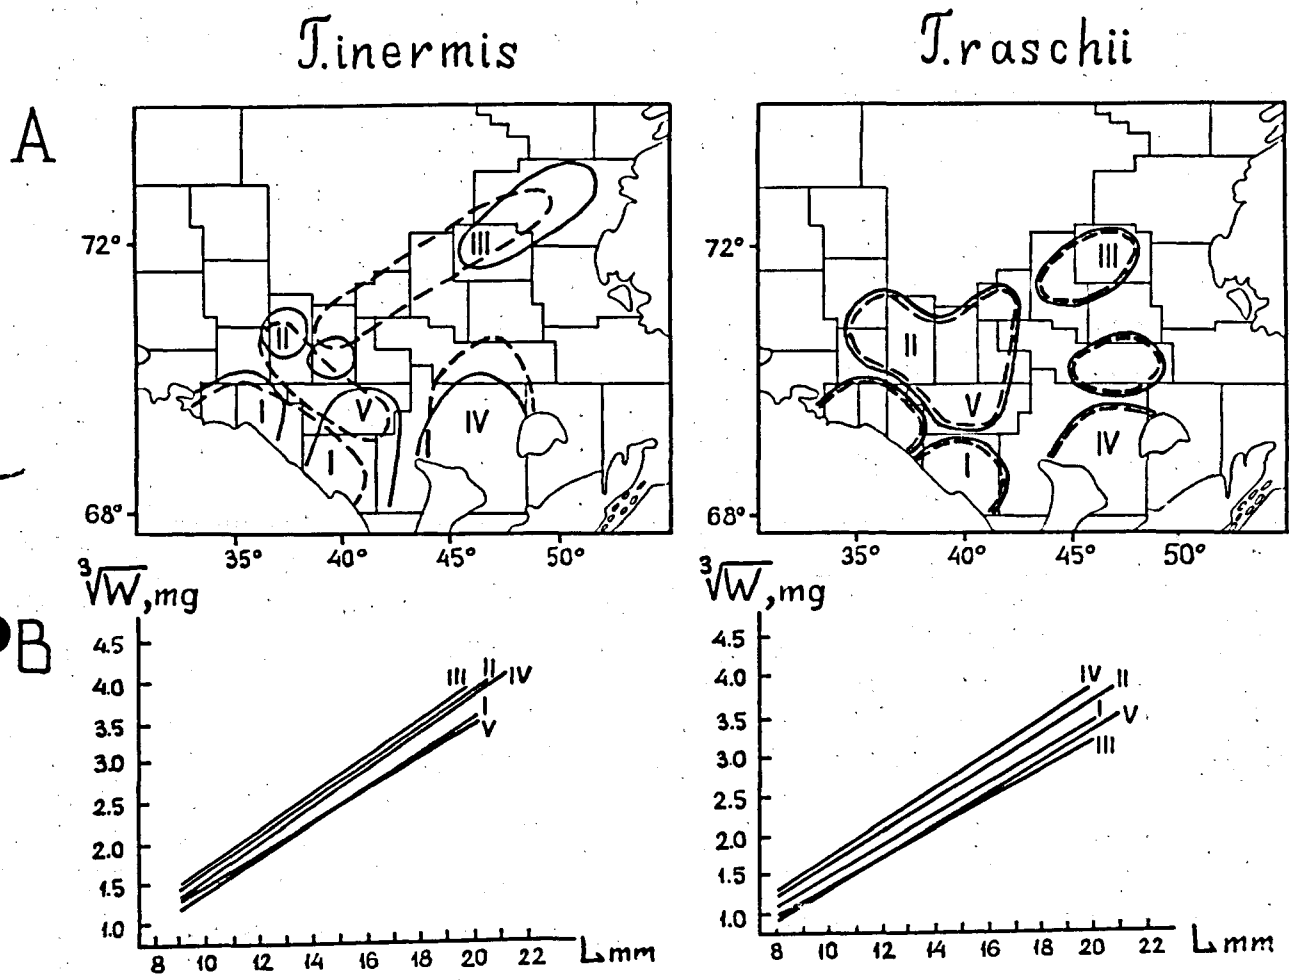 T.inermis
T.raschii
A
72°
68°
35° 40° 45° 50°
I
II
III
IV
V
I
72°
68°
35° 40° 45° 50°
I
II
III
IV
V
B
³√W, mg
4.5
4.0
3.5
3.0
2.5
2.0
1.5
1.0
8 10 12 14 16 18 20 22 L mm
III II IV
I
V
³√W, mg
4.5
4.0
3.5
3.0
2.5
2.0
1.5
1.0
8 10 12 14 16 18 20 22 L mm
IV II
I V
III